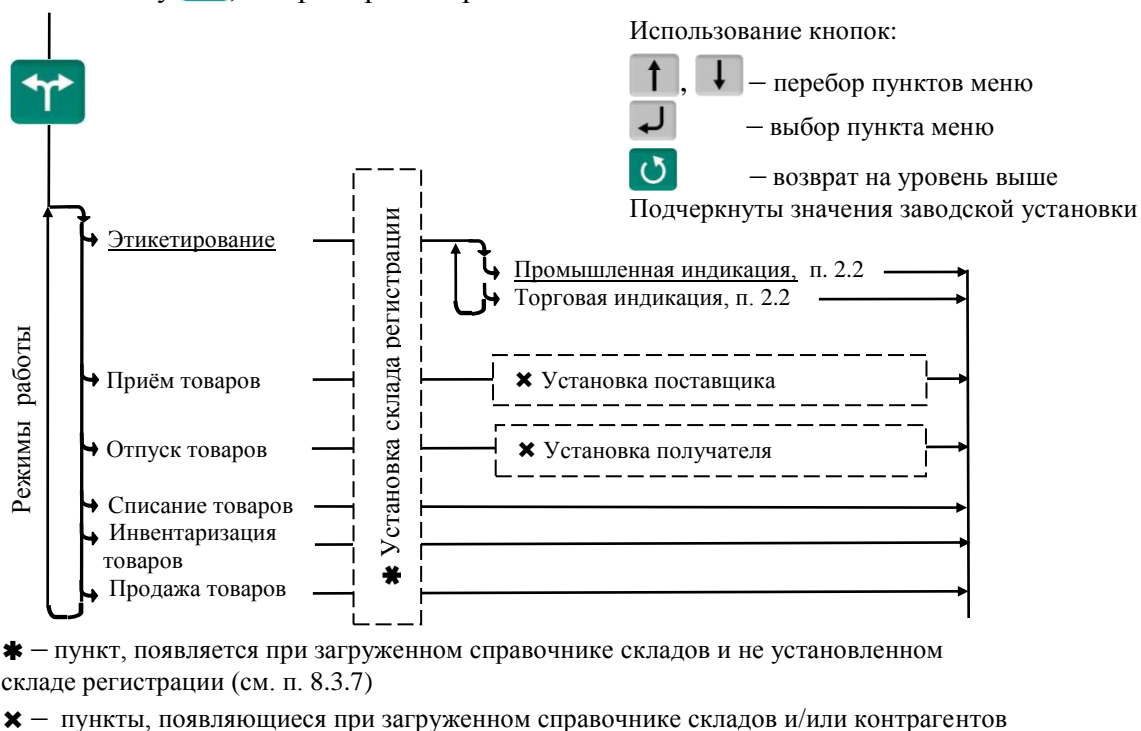 Использование кнопок:
, – перебор пунктов меню
– выбор пункта меню
– возврат на уровень выше
Подчеркнуты значения заводской установки
Режимы работы
Этикетирование
Приём товаров
Отпуск товаров
Списание товаров
Инвентаризация
товаров
Продажа товаров
✱ Установка склада регистрации
Промышленная индикация, п. 2.2
Торговая индикация, п. 2.2
✖ Установка поставщика
✖ Установка получателя
✱ – пункт, появляется при загруженном справочнике складов и не установленном
складе регистрации (см. п. 8.3.7)
✖ – пункты, появляющиеся при загруженном справочнике складов и/или контрагентов